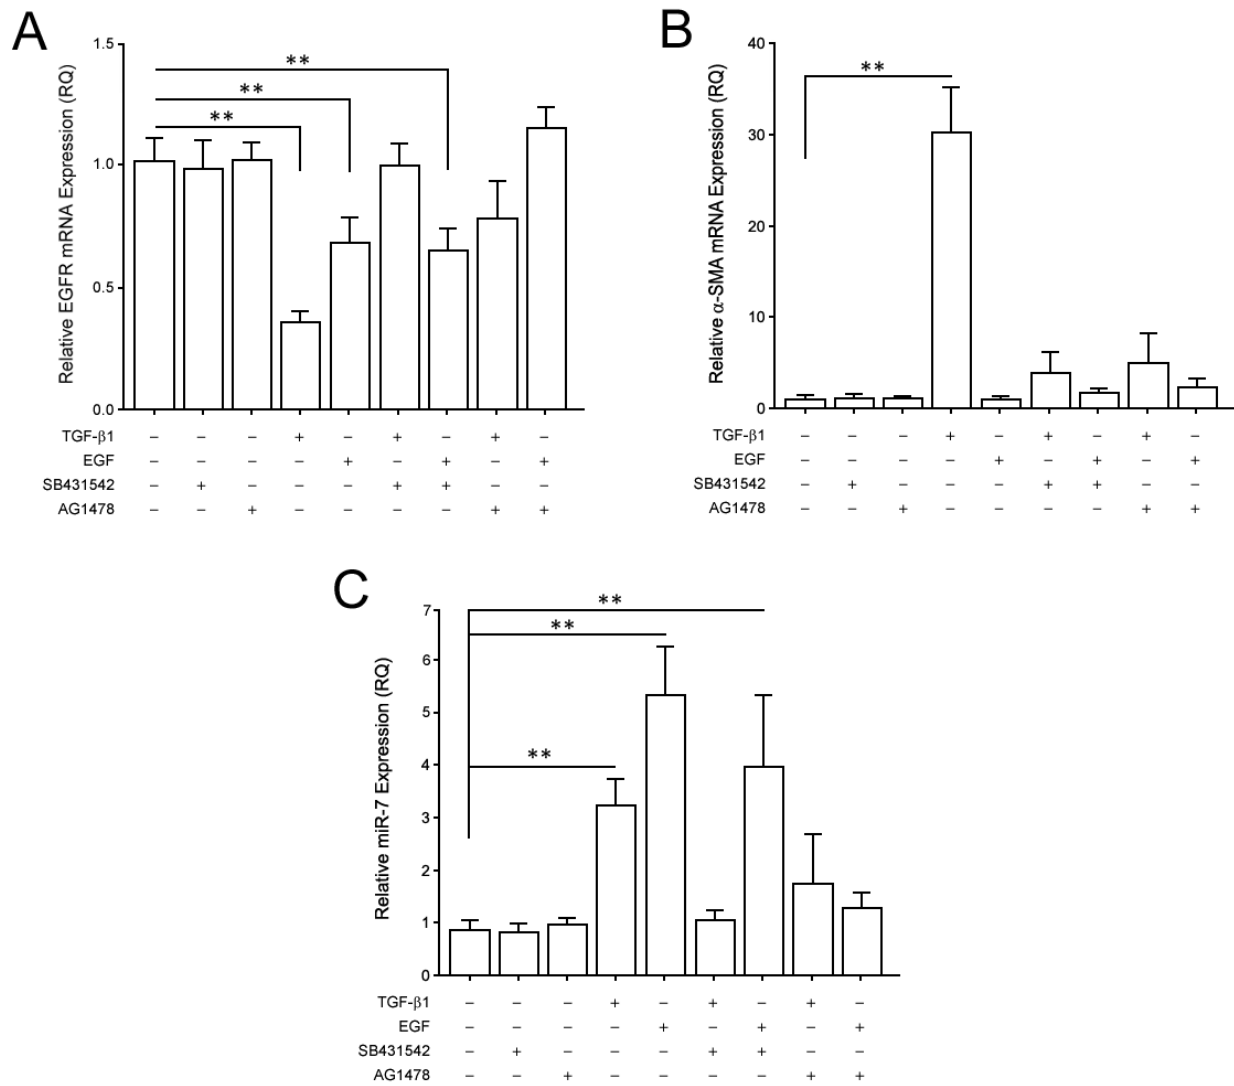 A
Relative EGFR mRNA Expression (RQ)
1.5
1.0
0.5
0.0
**
**
**
TGF-β1 – – – + – + – + –
EGF – – – – + – + – +
SB431542 – + – – – + + – –
AG1478 – – + – – – – + +
B
Relative α-SMA mRNA Expression (RQ)
40
30
20
10
0
**
TGF-β1 – – – + – + – + –
EGF – – – – + – + – +
SB431542 – + – – – + + – –
AG1478 – – + – – – – + +
C
Relative miR-7 Expression (RQ)
7
6
5
4
3
2
1
0
**
**
**
TGF-β1 – – – + – + – + –
EGF – – – – + – + – +
SB431542 – + – – – + + – –
AG1478 – – + – – – – + +